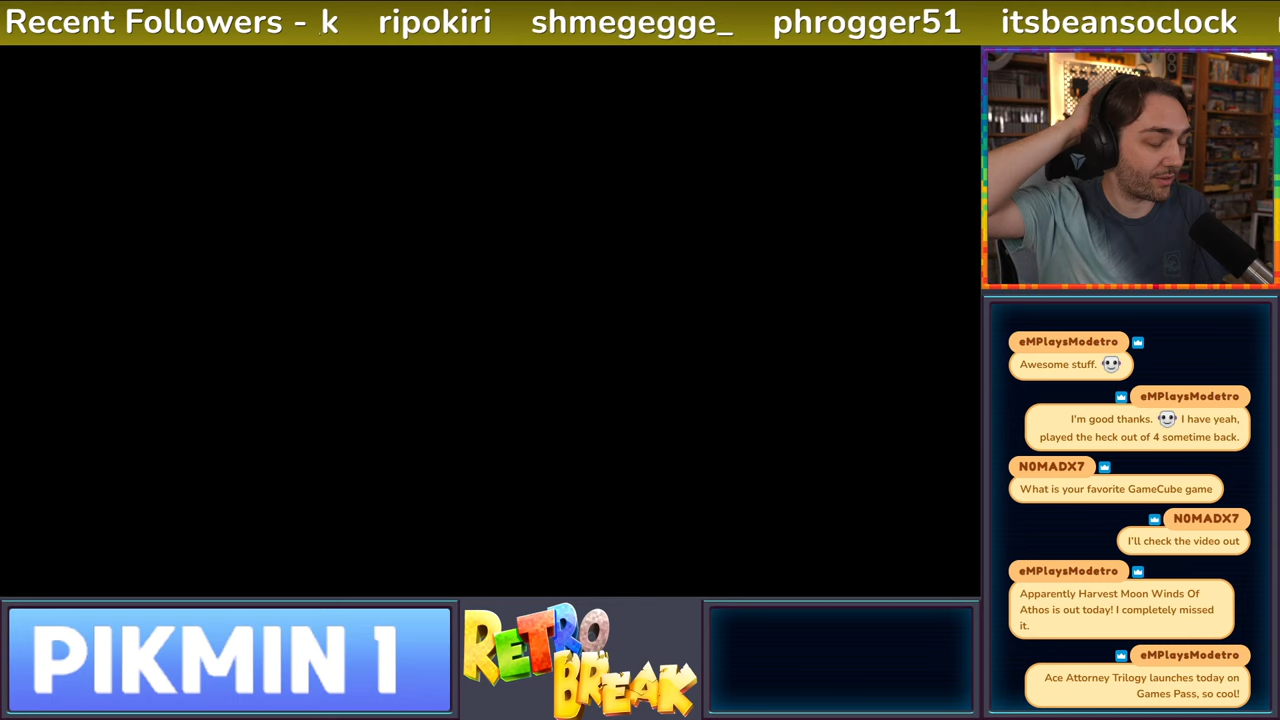 Recent Followers - k ripokiri shmegegge_ phrogger51 itsbeansoclock
eMPlaysModetro
Awesome stuff.
eMPlaysModetro
I'm good thanks. I have yeah,
played the heck out of 4 sometime back.
N0MADX7
What is your favorite GameCube game
N0MADX7
I'll check the video out
eMPlaysModetro
Apparently Harvest Moon Winds Of
Athos is out today! I completely missed
it.
eMPlaysModetro
Ace Attorney Trilogy launches today on
Games Pass, so cool!
PIKMIN 1
RETRO
BREAK